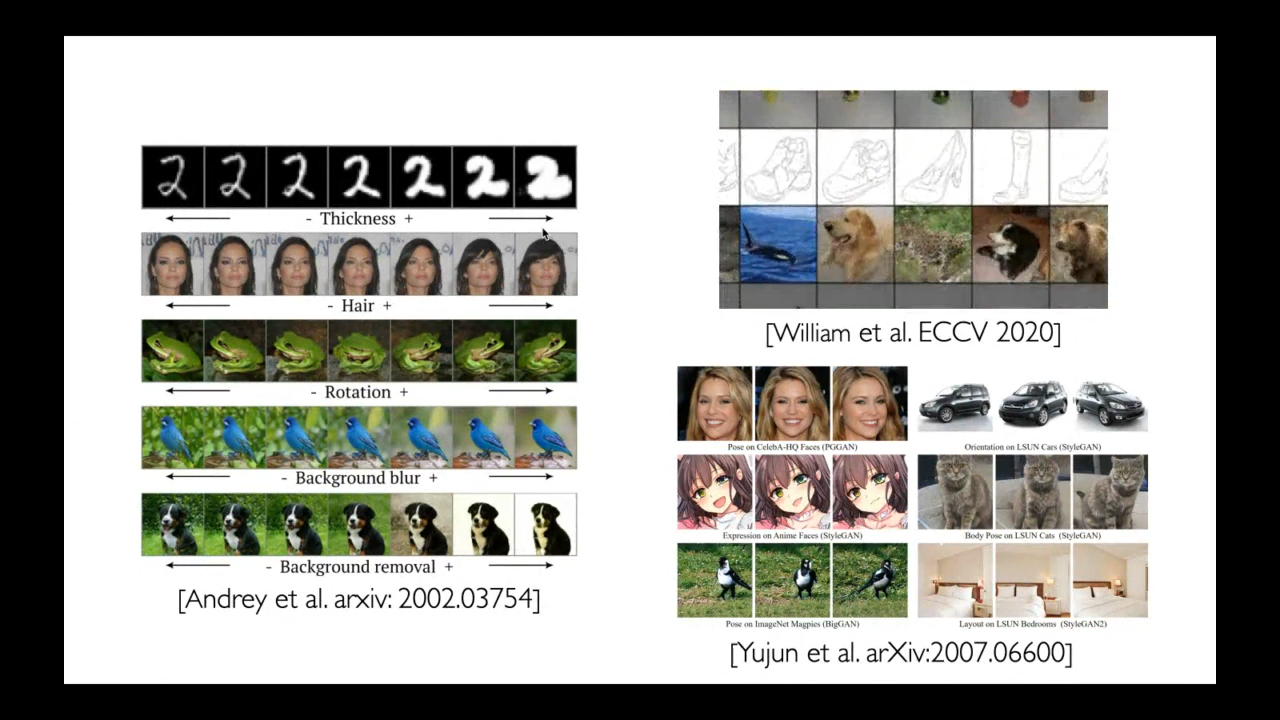 - Thickness +
- Hair +
- Rotation +
- Background blur +
- Background removal +
[Andrey et al. arxiv: 2002.03754]
[William et al. ECCV 2020]
Pose on CelebA-HQ Faces (PGGAN)
Orientation on LSUN Cars (StyleGAN)
Expression on Anime Faces (StyleGAN)
Body Pose on LSUN Cats (StyleGAN)
Pose on ImageNet Magpies (BigGAN)
Layout on LSUN Bedrooms (StyleGAN2)
[Yujun et al. arXiv:2007.06600]